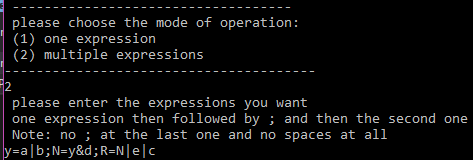 -----------------------------------
please choose the mode of operation:
(1) one expression
(2) multiple expressions
---------------------------------------
2
please enter the expressions you want
one expression then followed by ; and then the second one
Note: no ; at the last one and no spaces at all
y=a|b;N=y&d;R=N|e|c